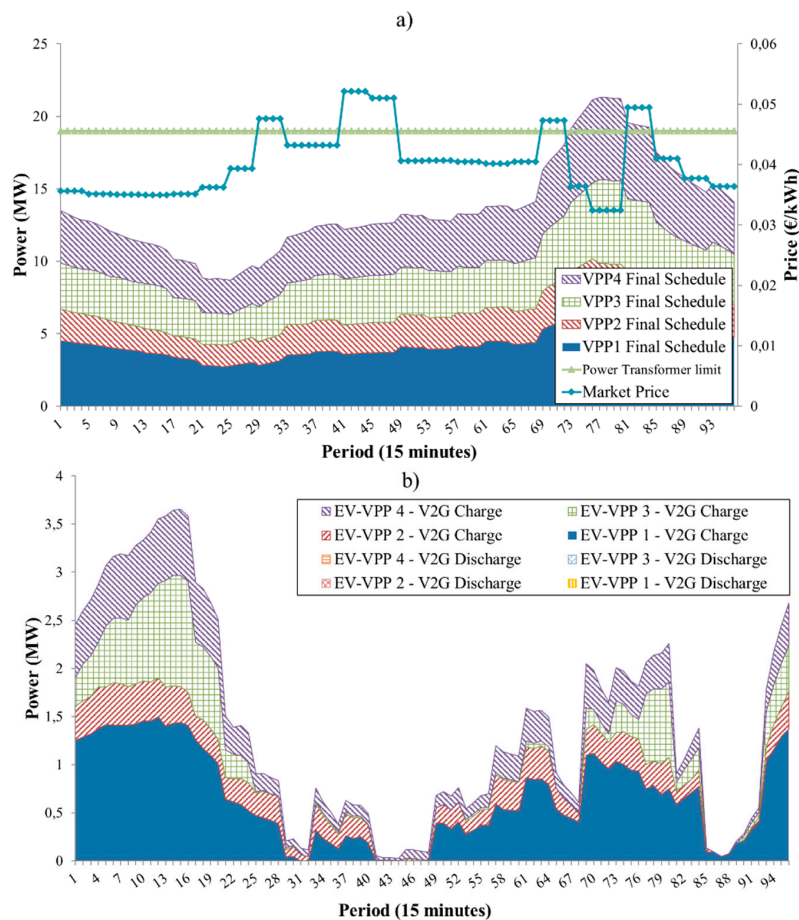 a)
25
20
15
10
5
0
Power (MW)
0,06
0,05
0,04
0,03
0,02
0,01
0
Price (€/kWh)
VPP4 Final Schedule
VPP3 Final Schedule
VPP2 Final Schedule
VPP1 Final Schedule
Power Transformer limit
Market Price
1 5 9 13 17 21 25 29 33 37 41 45 49 53 57 61 65 69 73 77 81 85 89 93
Period (15 minutes)
b)
4
3,5
3
2,5
2
1,5
1
0,5
0
Power (MW)
EV-VPP 4 - V2G Charge EV-VPP 3 - V2G Charge
EV-VPP 2 - V2G Charge EV-VPP 1 - V2G Charge
EV-VPP 4 - V2G Discharge EV-VPP 3 - V2G Discharge
EV-VPP 2 - V2G Discharge EV-VPP 1 - V2G Discharge
1 4 7 10 13 16 19 22 25 28 31 34 37 40 43 46 49 52 55 58 61 64 67 70 73 76 79 82 85 88 91 94
Period (15 minutes)